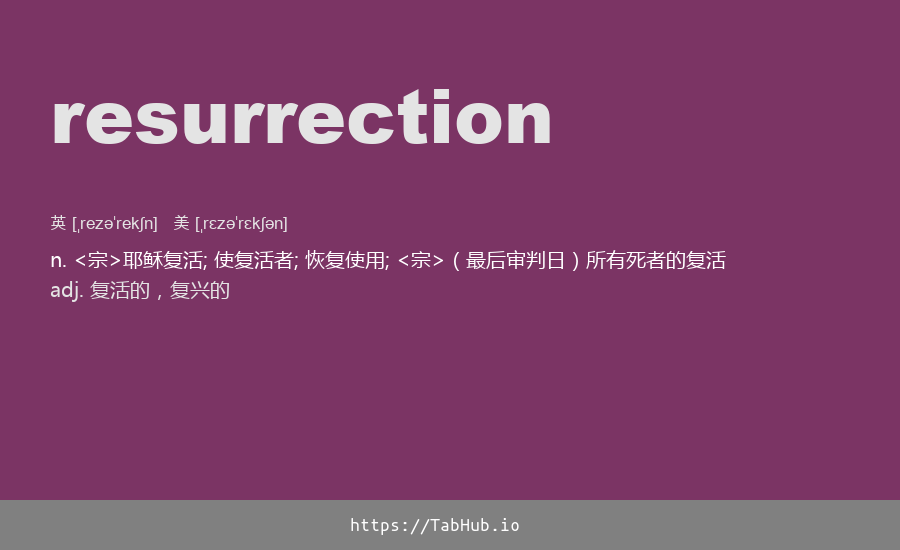 resurrection
英 [ˌrezəˈrekʃn] 美 [ˌrɛzəˈrɛkʃən]
n. <宗>耶稣复活; 使复活者; 恢复使用; <宗>（最后审判日）所有死者的复活
adj. 复活的，复兴的
https://TabHub.io